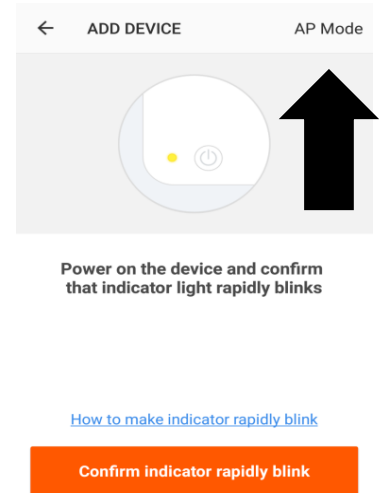 ADD DEVICE AP Mode
Power on the device and confirm
that indicator light rapidly blinks
How to make indicator rapidly blink
Confirm indicator rapidly blink